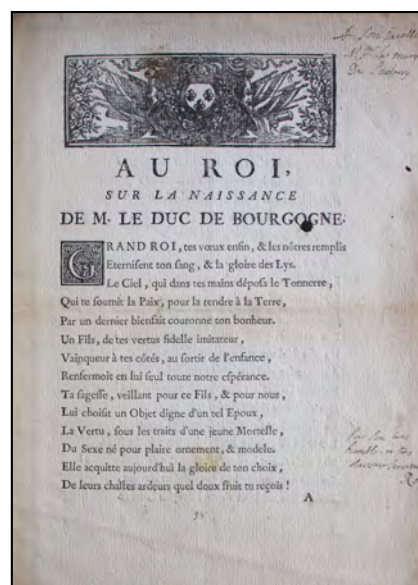 A Son
AU ROI,
SUR LA NAISSANCE
DE M. LE DUC DE BOURGOGNE.
GRAND ROI, tes vœux enfin, & les nôtres remplis
Eternisent ton sang, & la gloire des Lys.
Le Ciel, qui dans tes mains déposa le Tonnerre,
Qui te soumit la Paix, pour la rendre à la Terre,
Par un dernier bienfait couronne ton bonheur.
Un Fils, de tes vertus fidelle imitateur,
Vainqueur à tes côtés, au sortir de l'enfance,
Renfermoit en lui seul toute notre espérance.
Ta sagesse, veillant pour ce Fils, & pour nous,
Lui choisit un Objet digne d'un tel Epoux,
La Vertu, sous les traits d'une jeune Mortelle,
Du Sexe né pour plaire ornement, & modele.
Elle acquitte aujourd'hui la gloire de ton choix,
De leurs chastes ardeurs quel doux fruit tu reçois !
A